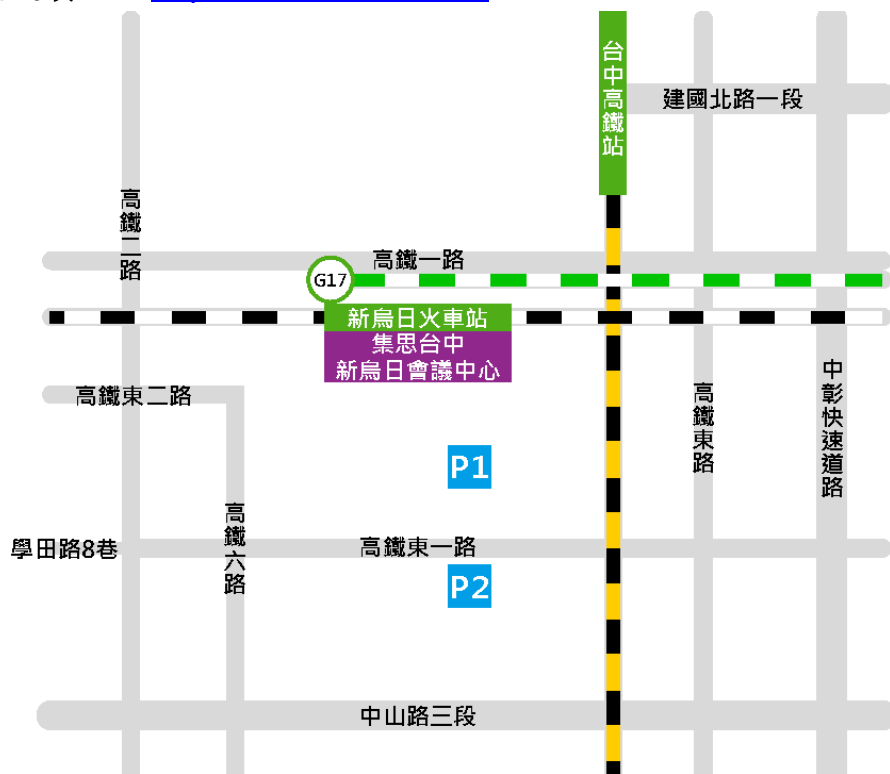 台中高鐵站
建國北路一段
高鐵二路
高鐵一路
G17
新烏日火車站
集思台中
新烏日會議中心
高鐵東二路
高鐵東路
中彰快速道路
P1
高鐵六路
學田路8巷
高鐵東一路
P2
中山路三段